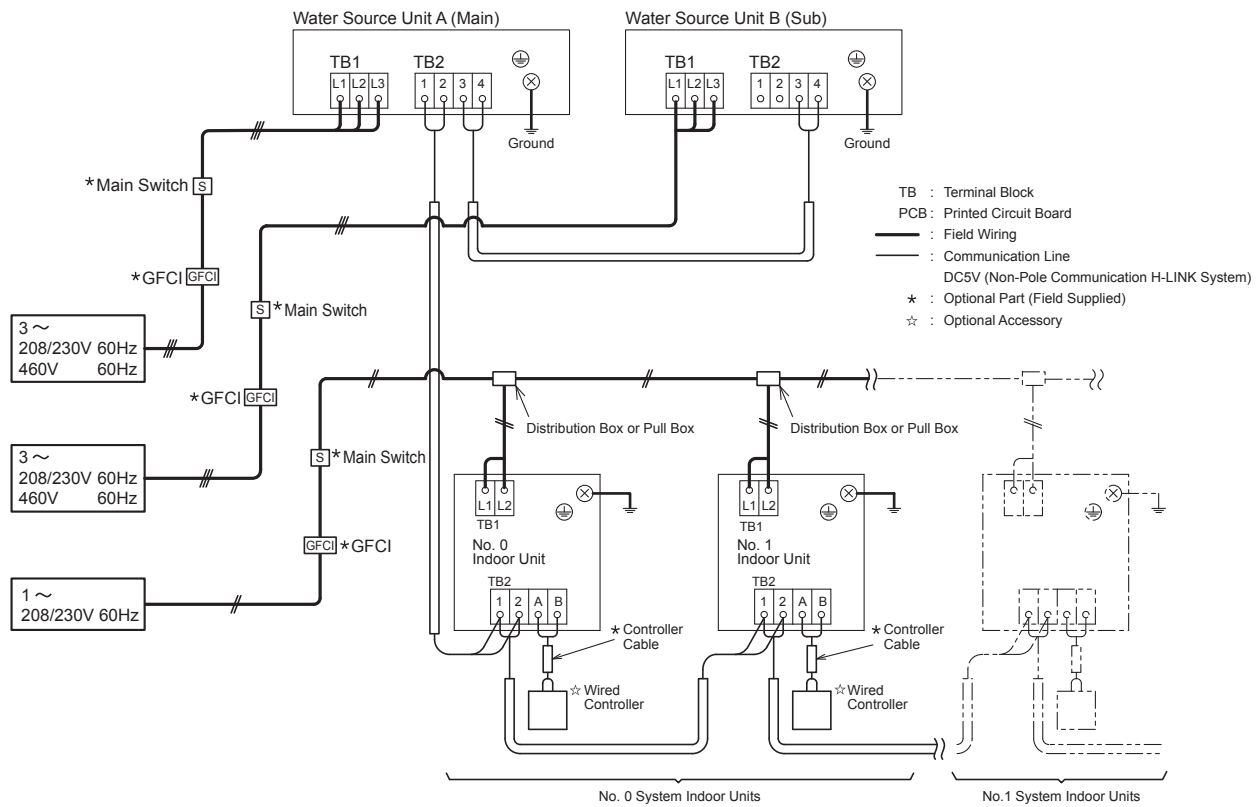 Water Source Unit A (Main)
TB1
L1 L2 L3
TB2
1 2 3 4
Ground
Water Source Unit B (Sub)
TB1
L1 L2 L3
TB2
1 2 3 4
Ground
*Main Switch
S
*GFCI
GFCI
3～
208/230V 60Hz
460V 60Hz
S
*Main Switch
*GFCI
GFCI
3～
208/230V 60Hz
460V 60Hz
S
*Main Switch
GFCI
*GFCI
1～
208/230V 60Hz
TB : Terminal Block
PCB : Printed Circuit Board
: Field Wiring
: Communication Line
DC5V (Non-Pole Communication H-LINK System)
* : Optional Part (Field Supplied)
☆ : Optional Accessory
Distribution Box or Pull Box
Distribution Box or Pull Box
L1 L2
TB1
No. 0
Indoor Unit
TB2
1 2 A B
* Controller
Cable
☆ Wired
Controller
L1 L2
TB1
No. 1
Indoor Unit
TB2
1 2 A B
* Controller
Cable
☆ Wired
Controller
No. 0 System Indoor Units
No.1 System Indoor Units